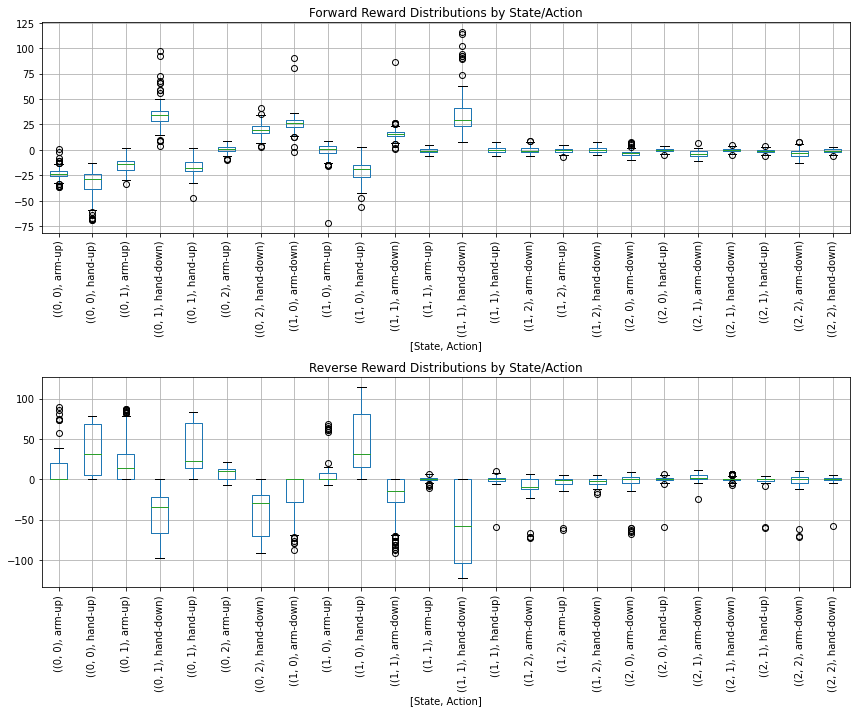 Forward Reward Distributions by State/Action
125
100
75
50
25
0
−25
−50
−75
((0, 0), arm-up)
((0, 0), hand-up)
((0, 1), arm-up)
((0, 1), hand-down)
((0, 1), hand-up)
((0, 2), arm-up)
((0, 2), hand-down)
((1, 0), arm-down)
((1, 0), arm-up)
((1, 0), hand-up)
((1, 1), arm-down)
((1, 1), arm-up)
((1, 1), hand-down)
((1, 1), hand-up)
((1, 2), arm-down)
((1, 2), arm-up)
((1, 2), hand-down)
((2, 0), arm-down)
((2, 0), hand-up)
((2, 1), arm-down)
((2, 1), hand-down)
((2, 1), hand-up)
((2, 2), arm-down)
((2, 2), hand-down)
[State, Action]
Reverse Reward Distributions by State/Action
100
50
0
−50
−100
((0, 0), arm-up)
((0, 0), hand-up)
((0, 1), arm-up)
((0, 1), hand-down)
((0, 1), hand-up)
((0, 2), arm-up)
((0, 2), hand-down)
((1, 0), arm-down)
((1, 0), arm-up)
((1, 0), hand-up)
((1, 1), arm-down)
((1, 1), arm-up)
((1, 1), hand-down)
((1, 1), hand-up)
((1, 2), arm-down)
((1, 2), arm-up)
((1, 2), hand-down)
((2, 0), arm-down)
((2, 0), hand-up)
((2, 1), arm-down)
((2, 1), hand-down)
((2, 1), hand-up)
((2, 2), arm-down)
((2, 2), hand-down)
[State, Action]